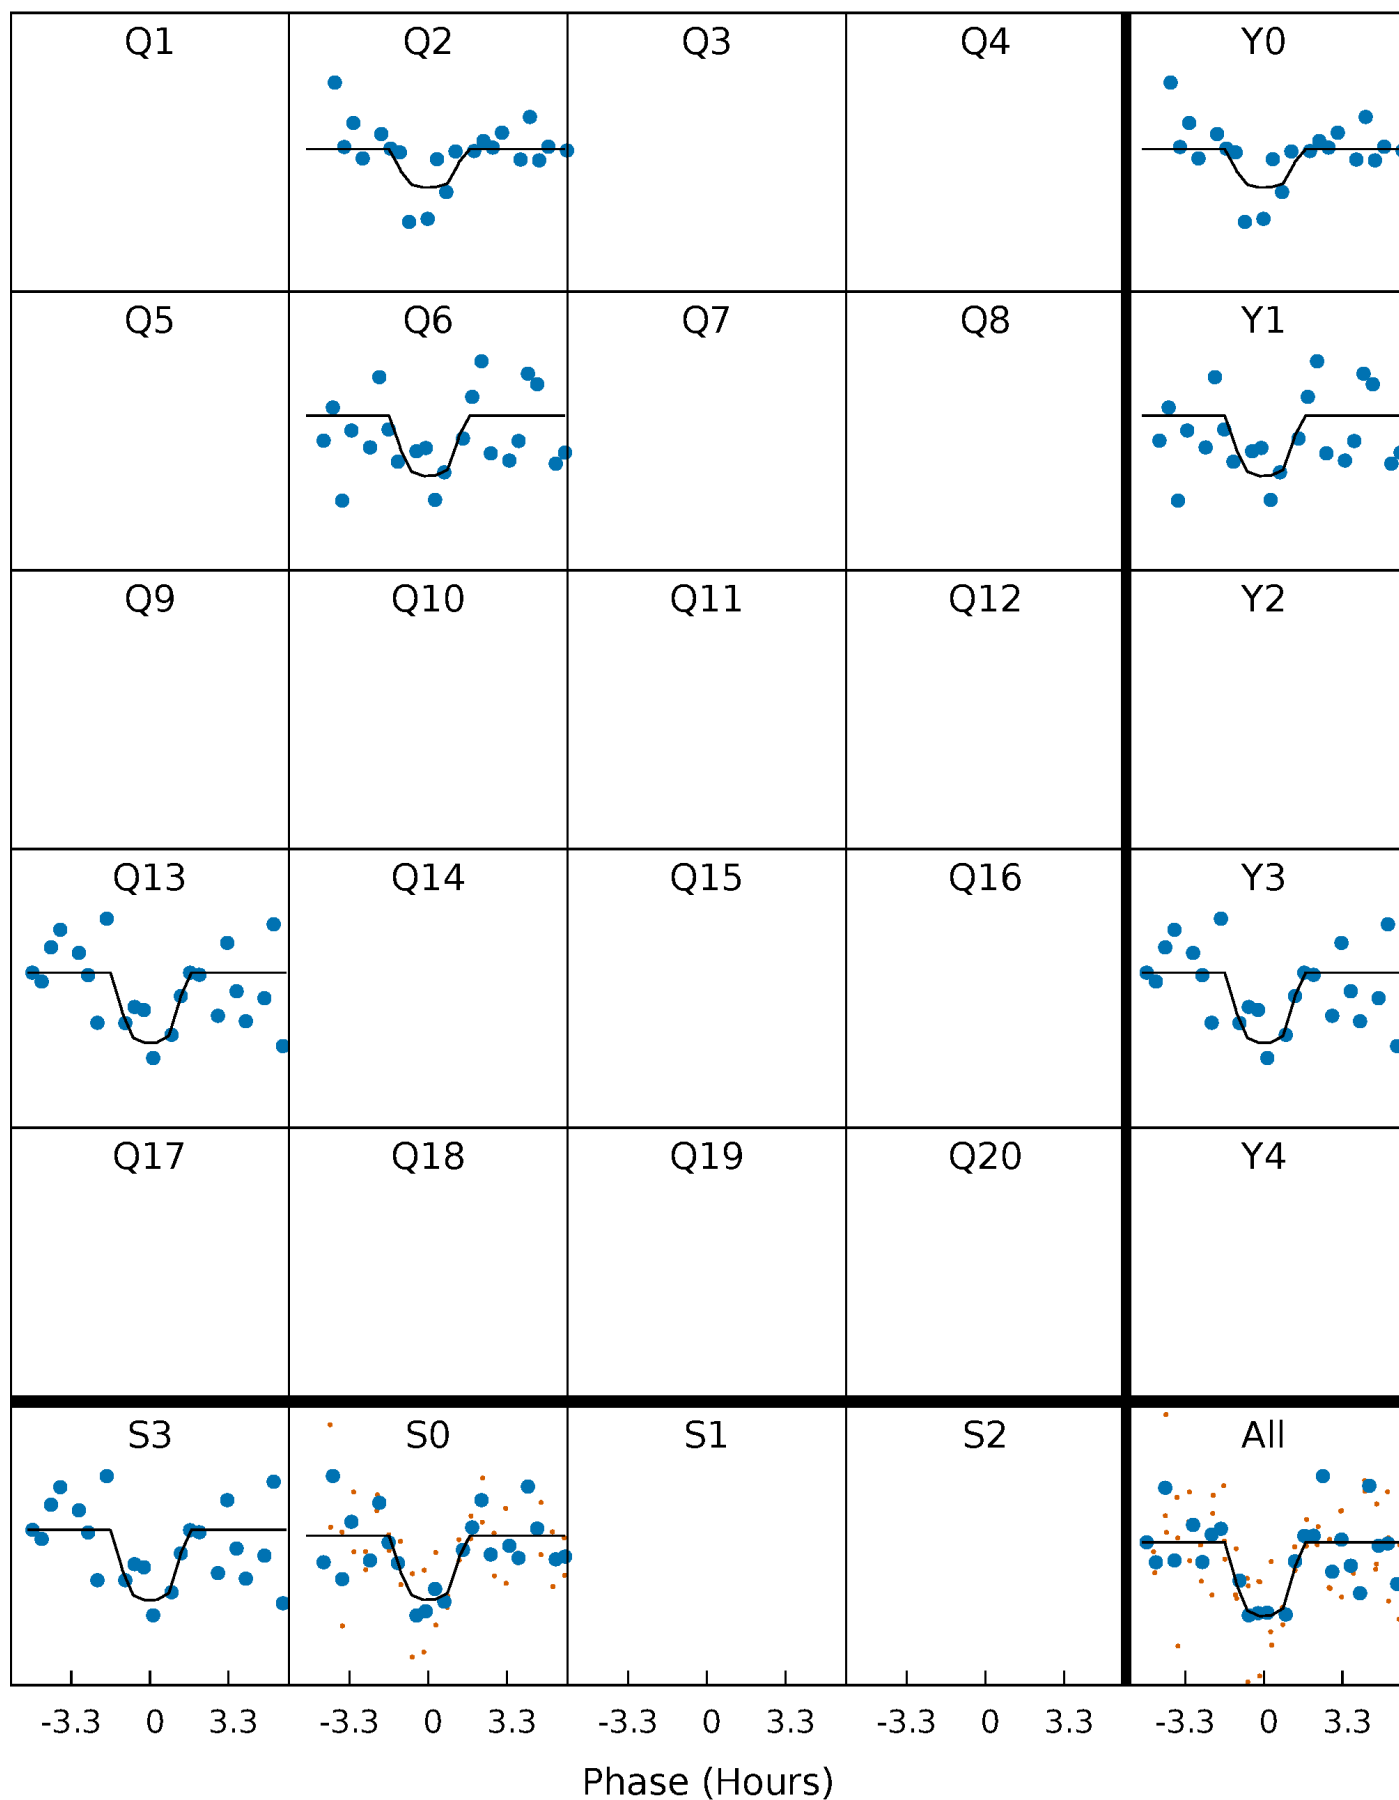 Q1 Q2 Q3 Q4 Y0
Q5 Q6 Q7 Q8 Y1
Q9 Q10 Q11 Q12 Y2
Q13 Q14 Q15 Q16 Y3
Q17 Q18 Q19 Q20 Y4
S3 S0 S1 S2 All
-3.3 0 3.3 -3.3 0 3.3 -3.3 0 3.3 -3.3 0 3.3 -3.3 0 3.3
Phase (Hours)